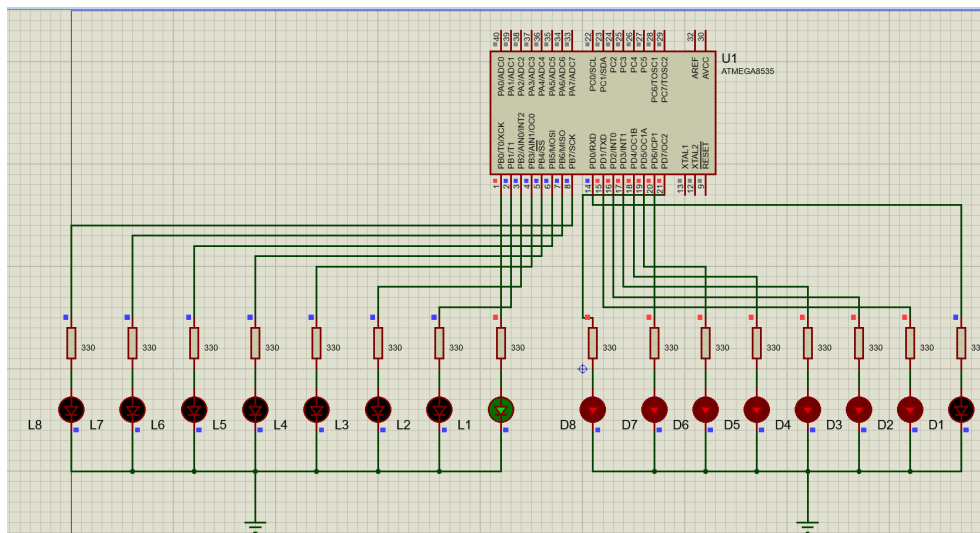 40 39 38 37 36 35 34 33 22 23 24 25 26 27 28 29 32 30
U1
ATMEGA8535
PA0/ADC0 PA1/ADC1 PA2/ADC2 PA3/ADC3 PA4/ADC4 PA5/ADC5 PA6/ADC6 PA7/ADC7 PC0/SCL PC1/SDA PC2 PC3 PC4 PC5 PC6/TOSC1 PC7/TOSC2 AREF AVCC
PB0/T0/XCK PB1/T1 PB2/AIN0/INT2 PB3/AIN1/OC0 PB4/SS PB5/MOSI PB6/MISO PB7/SCK PD0/RXD PD1/TXD PD2/INT0 PD3/INT1 PD4/OC1B PD5/OC1A PD6/ICP1 PD7/OC2 XTAL1 XTAL2 RESET
1 2 3 4 5 6 7 8 14 15 16 17 18 19 20 21 13 12 9
330 330 330 330 330 330 330 330 330 330 330 330 330 330 330
L8 L7 L6 L5 L4 L3 L2 L1 D8 D7 D6 D5 D4 D3 D2 D1